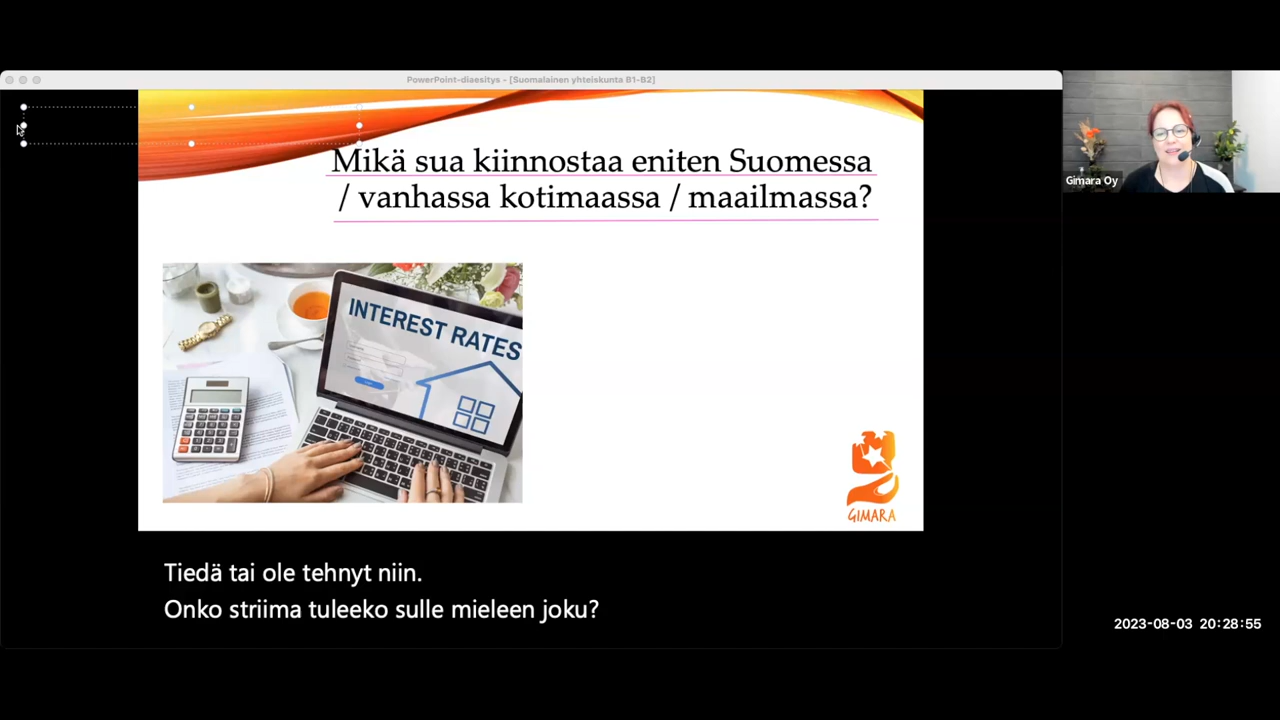 PowerPoint-diaesitys - [Suomalainen yhteiskunta B1-B2]
Mikä sua kiinnostaa eniten Suomessa
/ vanhassa kotimaassa / maailmassa?
Gimara Oy
INTEREST RATES
GIMARA
Tiedä tai ole tehnyt niin.
Onko striima tuleeko sulle mieleen joku?
2023-08-03 20:28:55